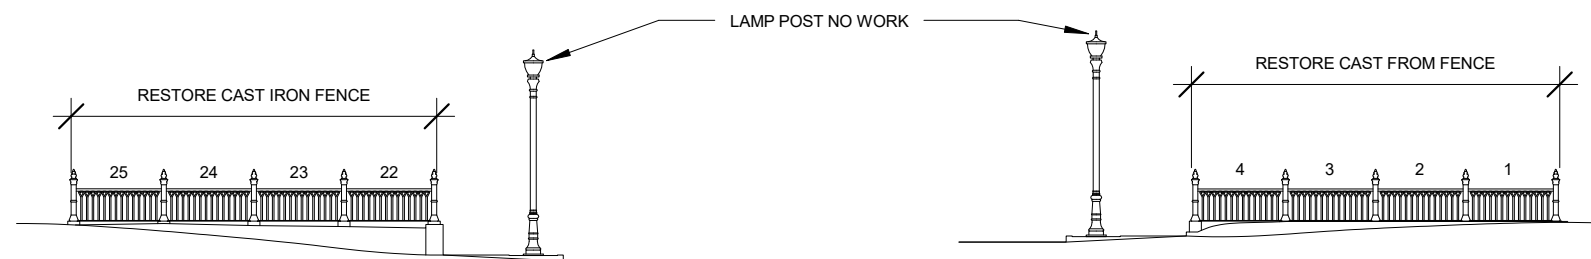 LAMP POST NO WORK
RESTORE CAST IRON FENCE
RESTORE CAST FROM FENCE
25 24 23 22
4 3 2 1